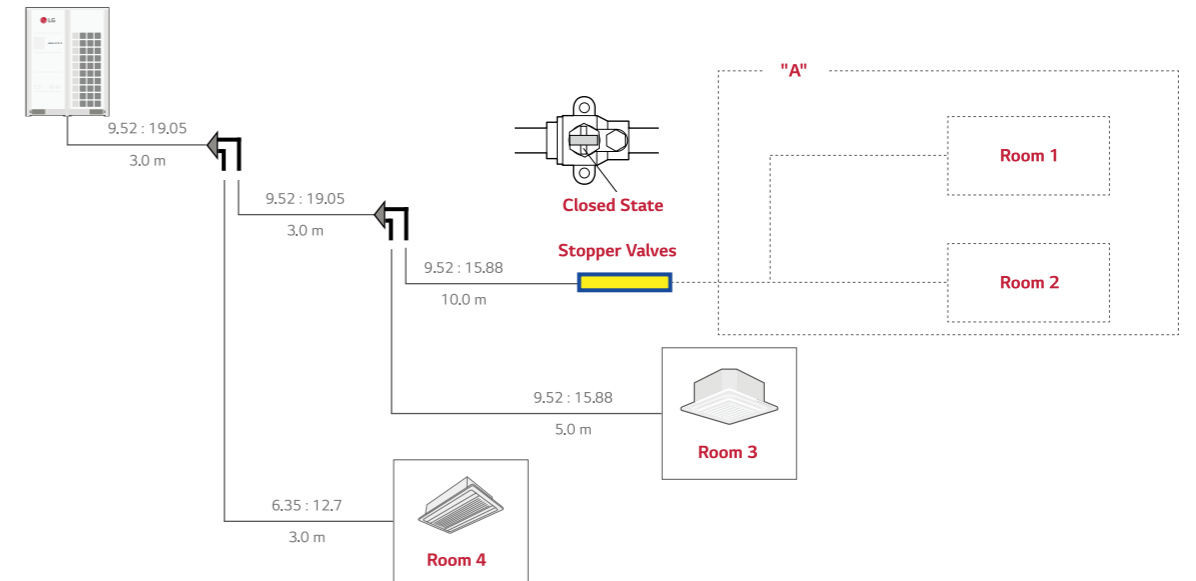 LG
"A"
9.52 : 19.05
3.0 m
Room 1
9.52 : 19.05
3.0 m
Closed State
Stopper Valves
9.52 : 15.88
10.0 m
Room 2
9.52 : 15.88
5.0 m
Room 3
6.35 : 12.7
3.0 m
Room 4